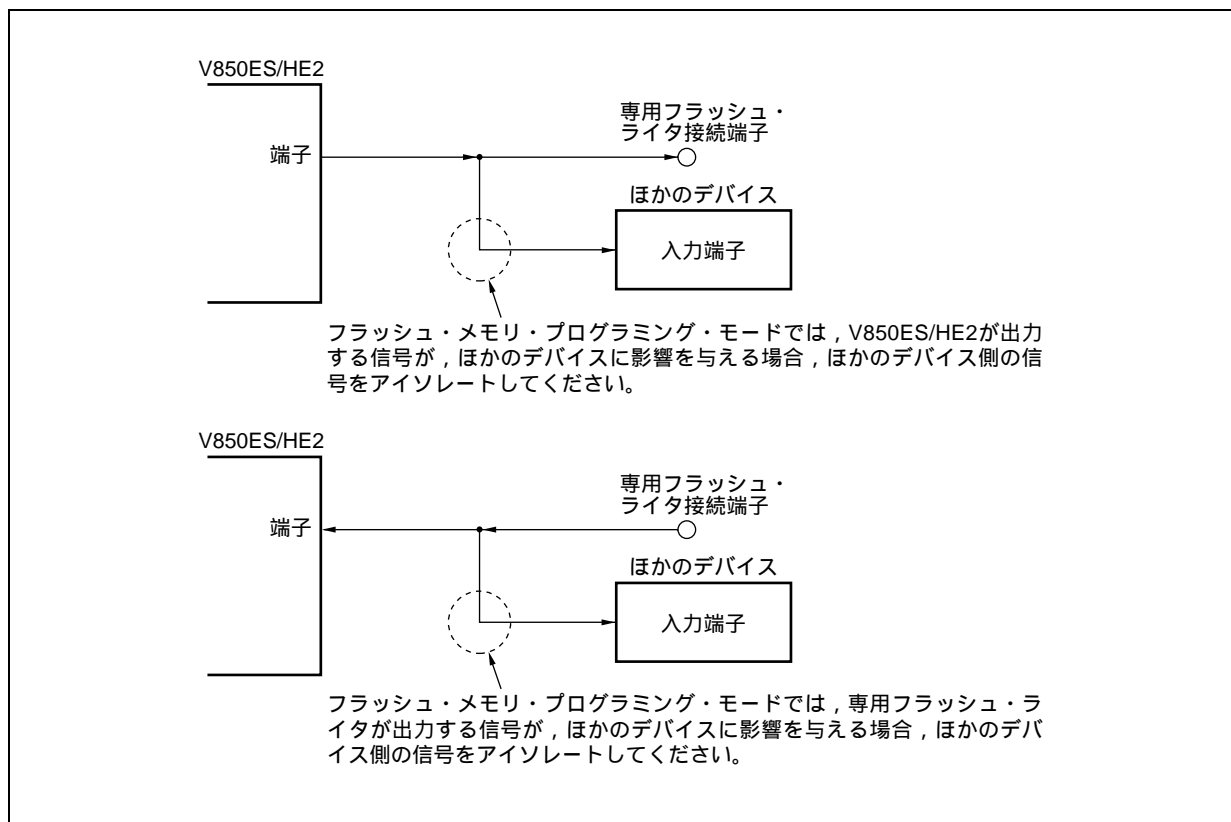 V850ES/HE2
専用フラッシュ・
ライタ接続端子
端子
ほかのデバイス
入力端子
フラッシュ・メモリ・プログラミング・モードでは，V850ES/HE2が出力
する信号が，ほかのデバイスに影響を与える場合，ほかのデバイス側の信
号をアイソレートしてください。
V850ES/HE2
専用フラッシュ・
ライタ接続端子
端子
ほかのデバイス
入力端子
フラッシュ・メモリ・プログラミング・モードでは，専用フラッシュ・ラ
イタが出力する信号が，ほかのデバイスに影響を与える場合，ほかのデバ
イス側の信号をアイソレートしてください。